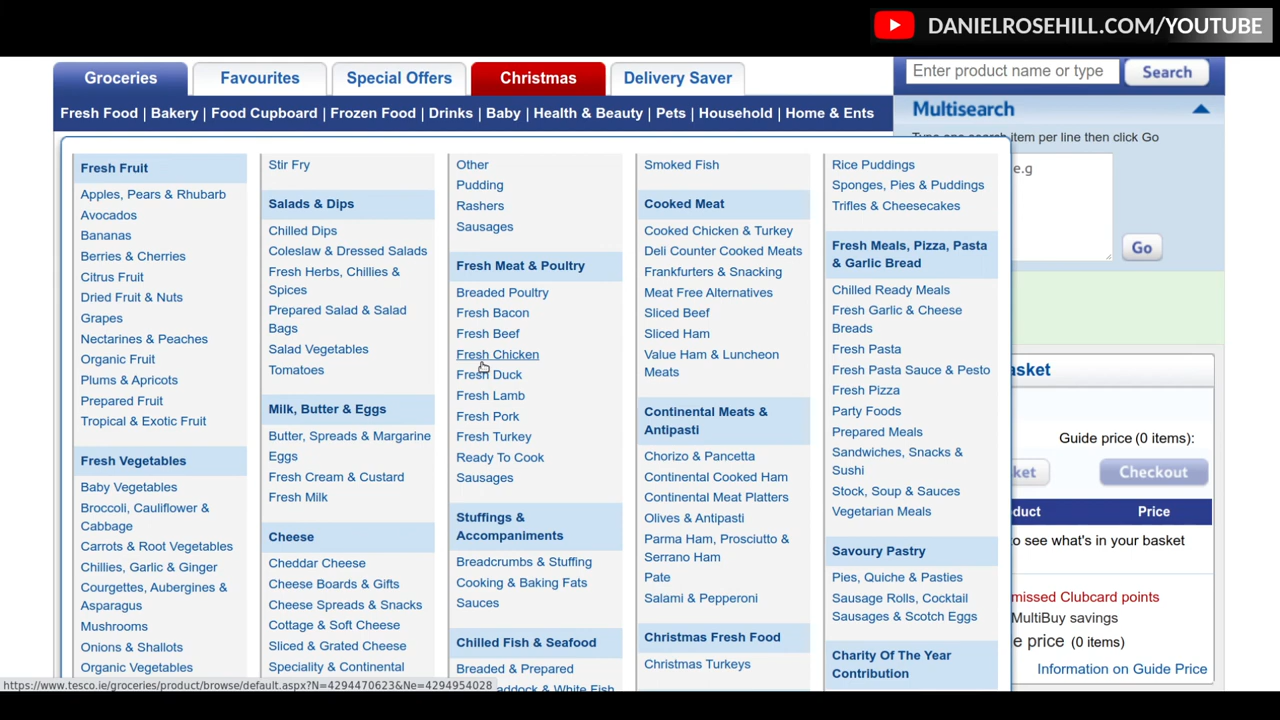 DANIELROSEHILL.COM/YOUTUBE
Groceries
Favourites
Special Offers
Christmas
Delivery Saver
Enter product name or type
Search
Fresh Food | Bakery | Food Cupboard | Frozen Food | Drinks | Baby | Health & Beauty | Pets | Household | Home & Ents
Multisearch
item per line then click Go
e.g
Go
Fresh Fruit
Apples, Pears & Rhubarb
Avocados
Bananas
Berries & Cherries
Citrus Fruit
Dried Fruit & Nuts
Grapes
Nectarines & Peaches
Organic Fruit
Plums & Apricots
Prepared Fruit
Tropical & Exotic Fruit
Fresh Vegetables
Baby Vegetables
Broccoli, Cauliflower &
Cabbage
Carrots & Root Vegetables
Chillies, Garlic & Ginger
Courgettes, Aubergines &
Asparagus
Mushrooms
Onions & Shallots
Organic Vegetables
Stir Fry
Salads & Dips
Chilled Dips
Coleslaw & Dressed Salads
Fresh Herbs, Chillies &
Spices
Prepared Salad & Salad
Bags
Salad Vegetables
Tomatoes
Milk, Butter & Eggs
Butter, Spreads & Margarine
Eggs
Fresh Cream & Custard
Fresh Milk
Cheese
Cheddar Cheese
Cheese Boards & Gifts
Cheese Spreads & Snacks
Cottage & Soft Cheese
Sliced & Grated Cheese
Speciality & Continental
Other
Pudding
Rashers
Sausages
Fresh Meat & Poultry
Breaded Poultry
Fresh Bacon
Fresh Beef
Fresh Chicken
Fresh Duck
Fresh Lamb
Fresh Pork
Fresh Turkey
Ready To Cook
Sausages
Stuffings &
Accompaniments
Breadcrumbs & Stuffing
Cooking & Baking Fats
Sauces
Chilled Fish & Seafood
Breaded & Prepared
addock & White Fish
Smoked Fish
Cooked Meat
Cooked Chicken & Turkey
Deli Counter Cooked Meats
Frankfurters & Snacking
Meat Free Alternatives
Sliced Beef
Sliced Ham
Value Ham & Luncheon
Meats
Continental Meats &
Antipasti
Chorizo & Pancetta
Continental Cooked Ham
Continental Meat Platters
Olives & Antipasti
Parma Ham, Prosciutto &
Serrano Ham
Pate
Salami & Pepperoni
Christmas Fresh Food
Christmas Turkeys
Rice Puddings
Sponges, Pies & Puddings
Trifles & Cheesecakes
Fresh Meals, Pizza, Pasta
& Garlic Bread
Chilled Ready Meals
Fresh Garlic & Cheese
Breads
Fresh Pasta
Fresh Pasta Sauce & Pesto
Fresh Pizza
Party Foods
Prepared Meals
Sandwiches, Snacks &
Sushi
Stock, Soup & Sauces
Vegetarian Meals
Savoury Pastry
Pies, Quiche & Pasties
Sausage Rolls, Cocktail
Sausages & Scotch Eggs
Charity Of The Year
Contribution
asket
Guide price (0 items):
ket
Checkout
duct
Price
to see what's in your basket
missed Clubcard points
MultiBuy savings
e price (0 items)
Information on Guide Price
https://www.tesco.ie/groceries/product/browse/default.aspx?N=4294470623&Ne=4294954028